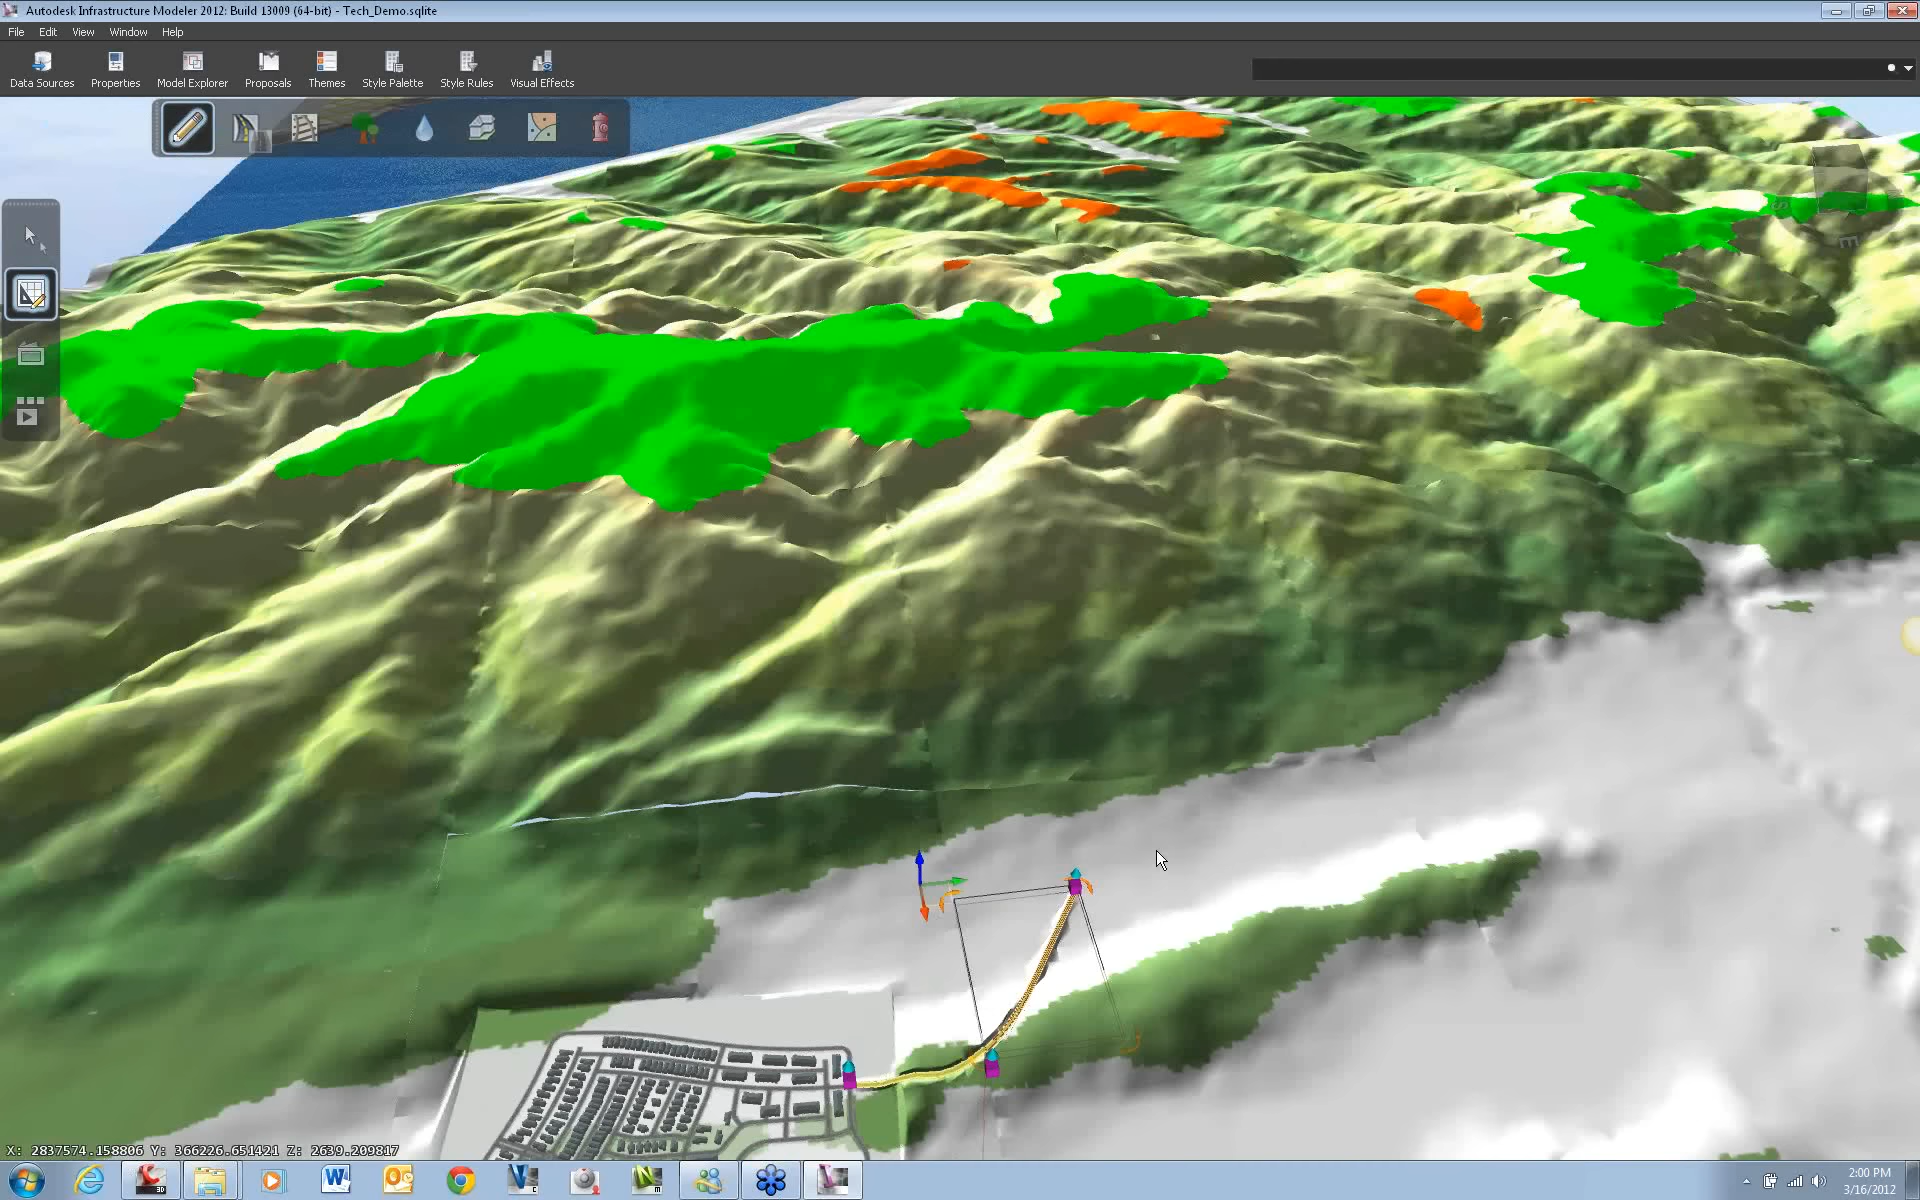 Autodesk Infrastructure Modeler 2012: Build 13009 (64-bit) - Tech_Demo.sqlite
File Edit View Window Help
Data Sources Properties Model Explorer Proposals Themes Style Palette Style Rules Visual Effects
S
E
X: 2837574.158806 Y: 366226.651421 Z: 2639.209817
2:00 PM
3/16/2012